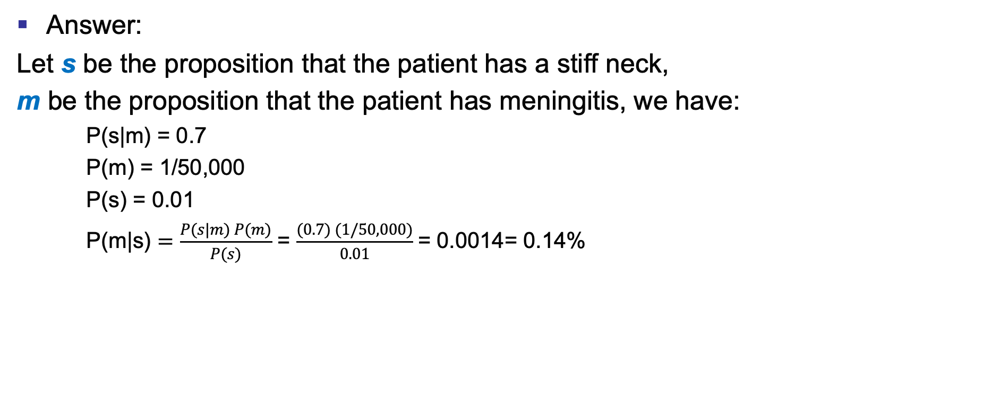 ▪ Answer:
Let s be the proposition that the patient has a stiff neck,
m be the proposition that the patient has meningitis, we have:
P(s|m) = 0.7
P(m) = 1/50,000
P(s) = 0.01
P(m|s) = \frac{P(s|m) P(m)}{P(s)} = \frac{(0.7) (1/50,000)}{0.01} = 0.0014= 0.14%